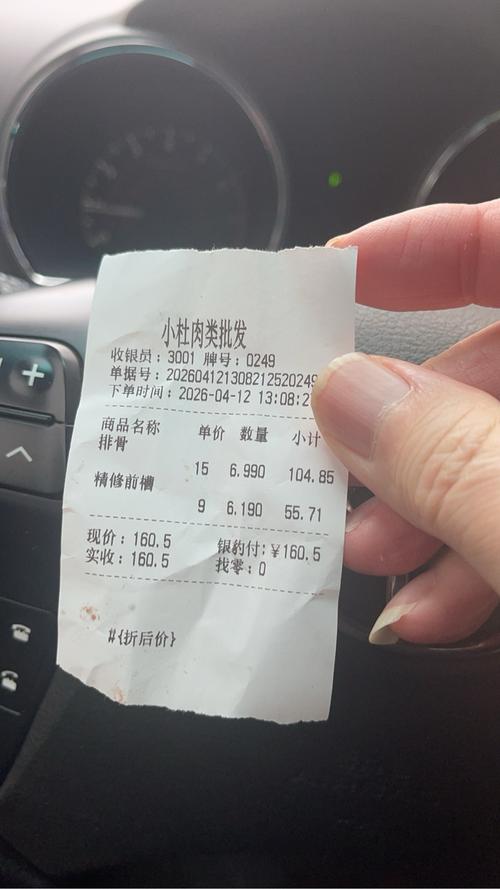 小杜肉类批发
收银员：3001 牌号：0249
单据号：202604121308212520249
下单时间：2026-04-12 13:08:2
商品名称 单价 数量 小计
排骨
15 6.990 104.85
精修前槽
9 6.190 55.71
现价：160.5 银豹付：￥160.5
实收：160.5 找零：0
#{折后价}